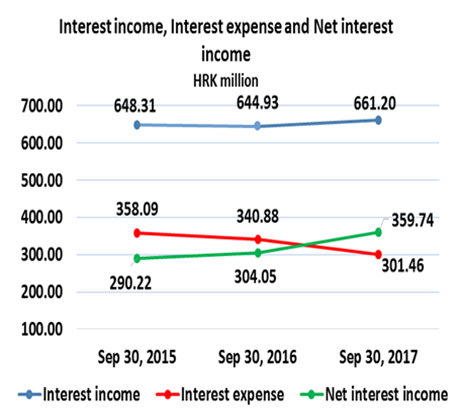 Interest income, Interest expense and Net interest
income
HRK million
700.00
600.00
500.00
400.00
300.00
200.00
100.00
648.31
644.93
661.20
358.09
340.88
359.74
290.22
304.05
301.46
Sep 30, 2015
Sep 30, 2016
Sep 30, 2017
Interest income
Interest expense
Net interest income